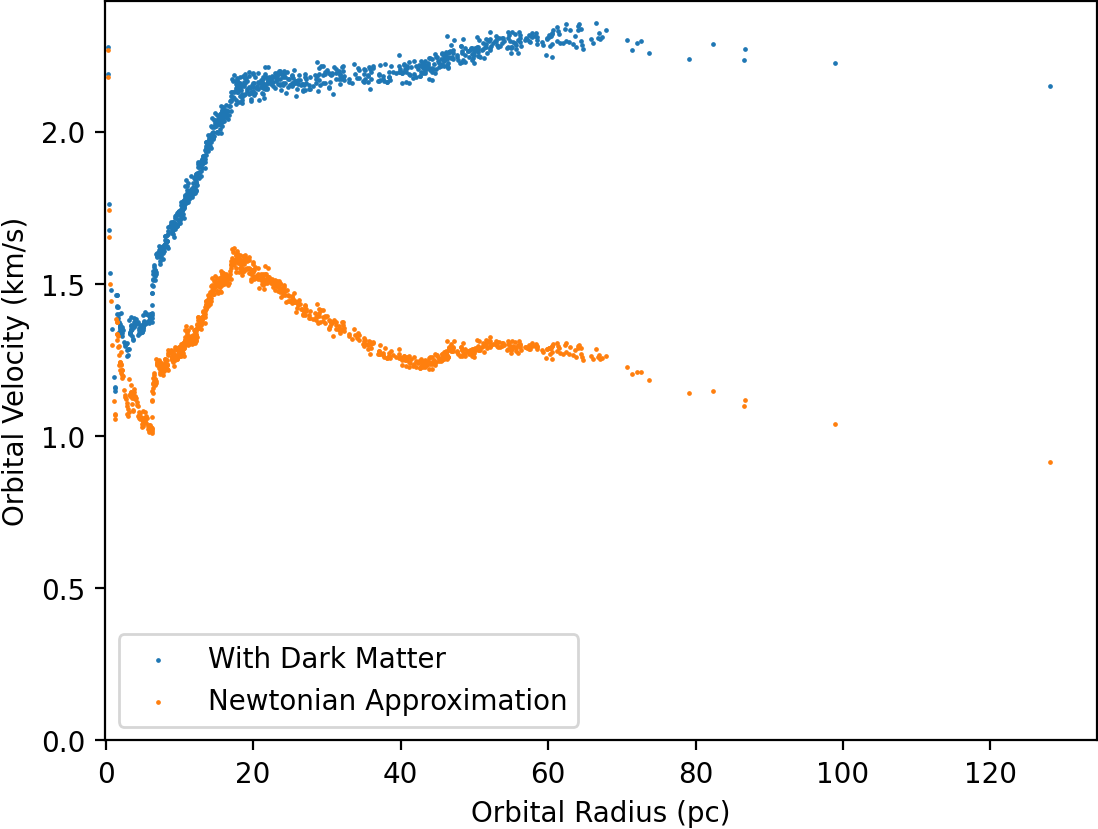 2.0
1.5
1.0
0.5
0.0
Orbital Velocity (km/s)
With Dark Matter
Newtonian Approximation
0 20 40 60 80 100 120
Orbital Radius (pc)